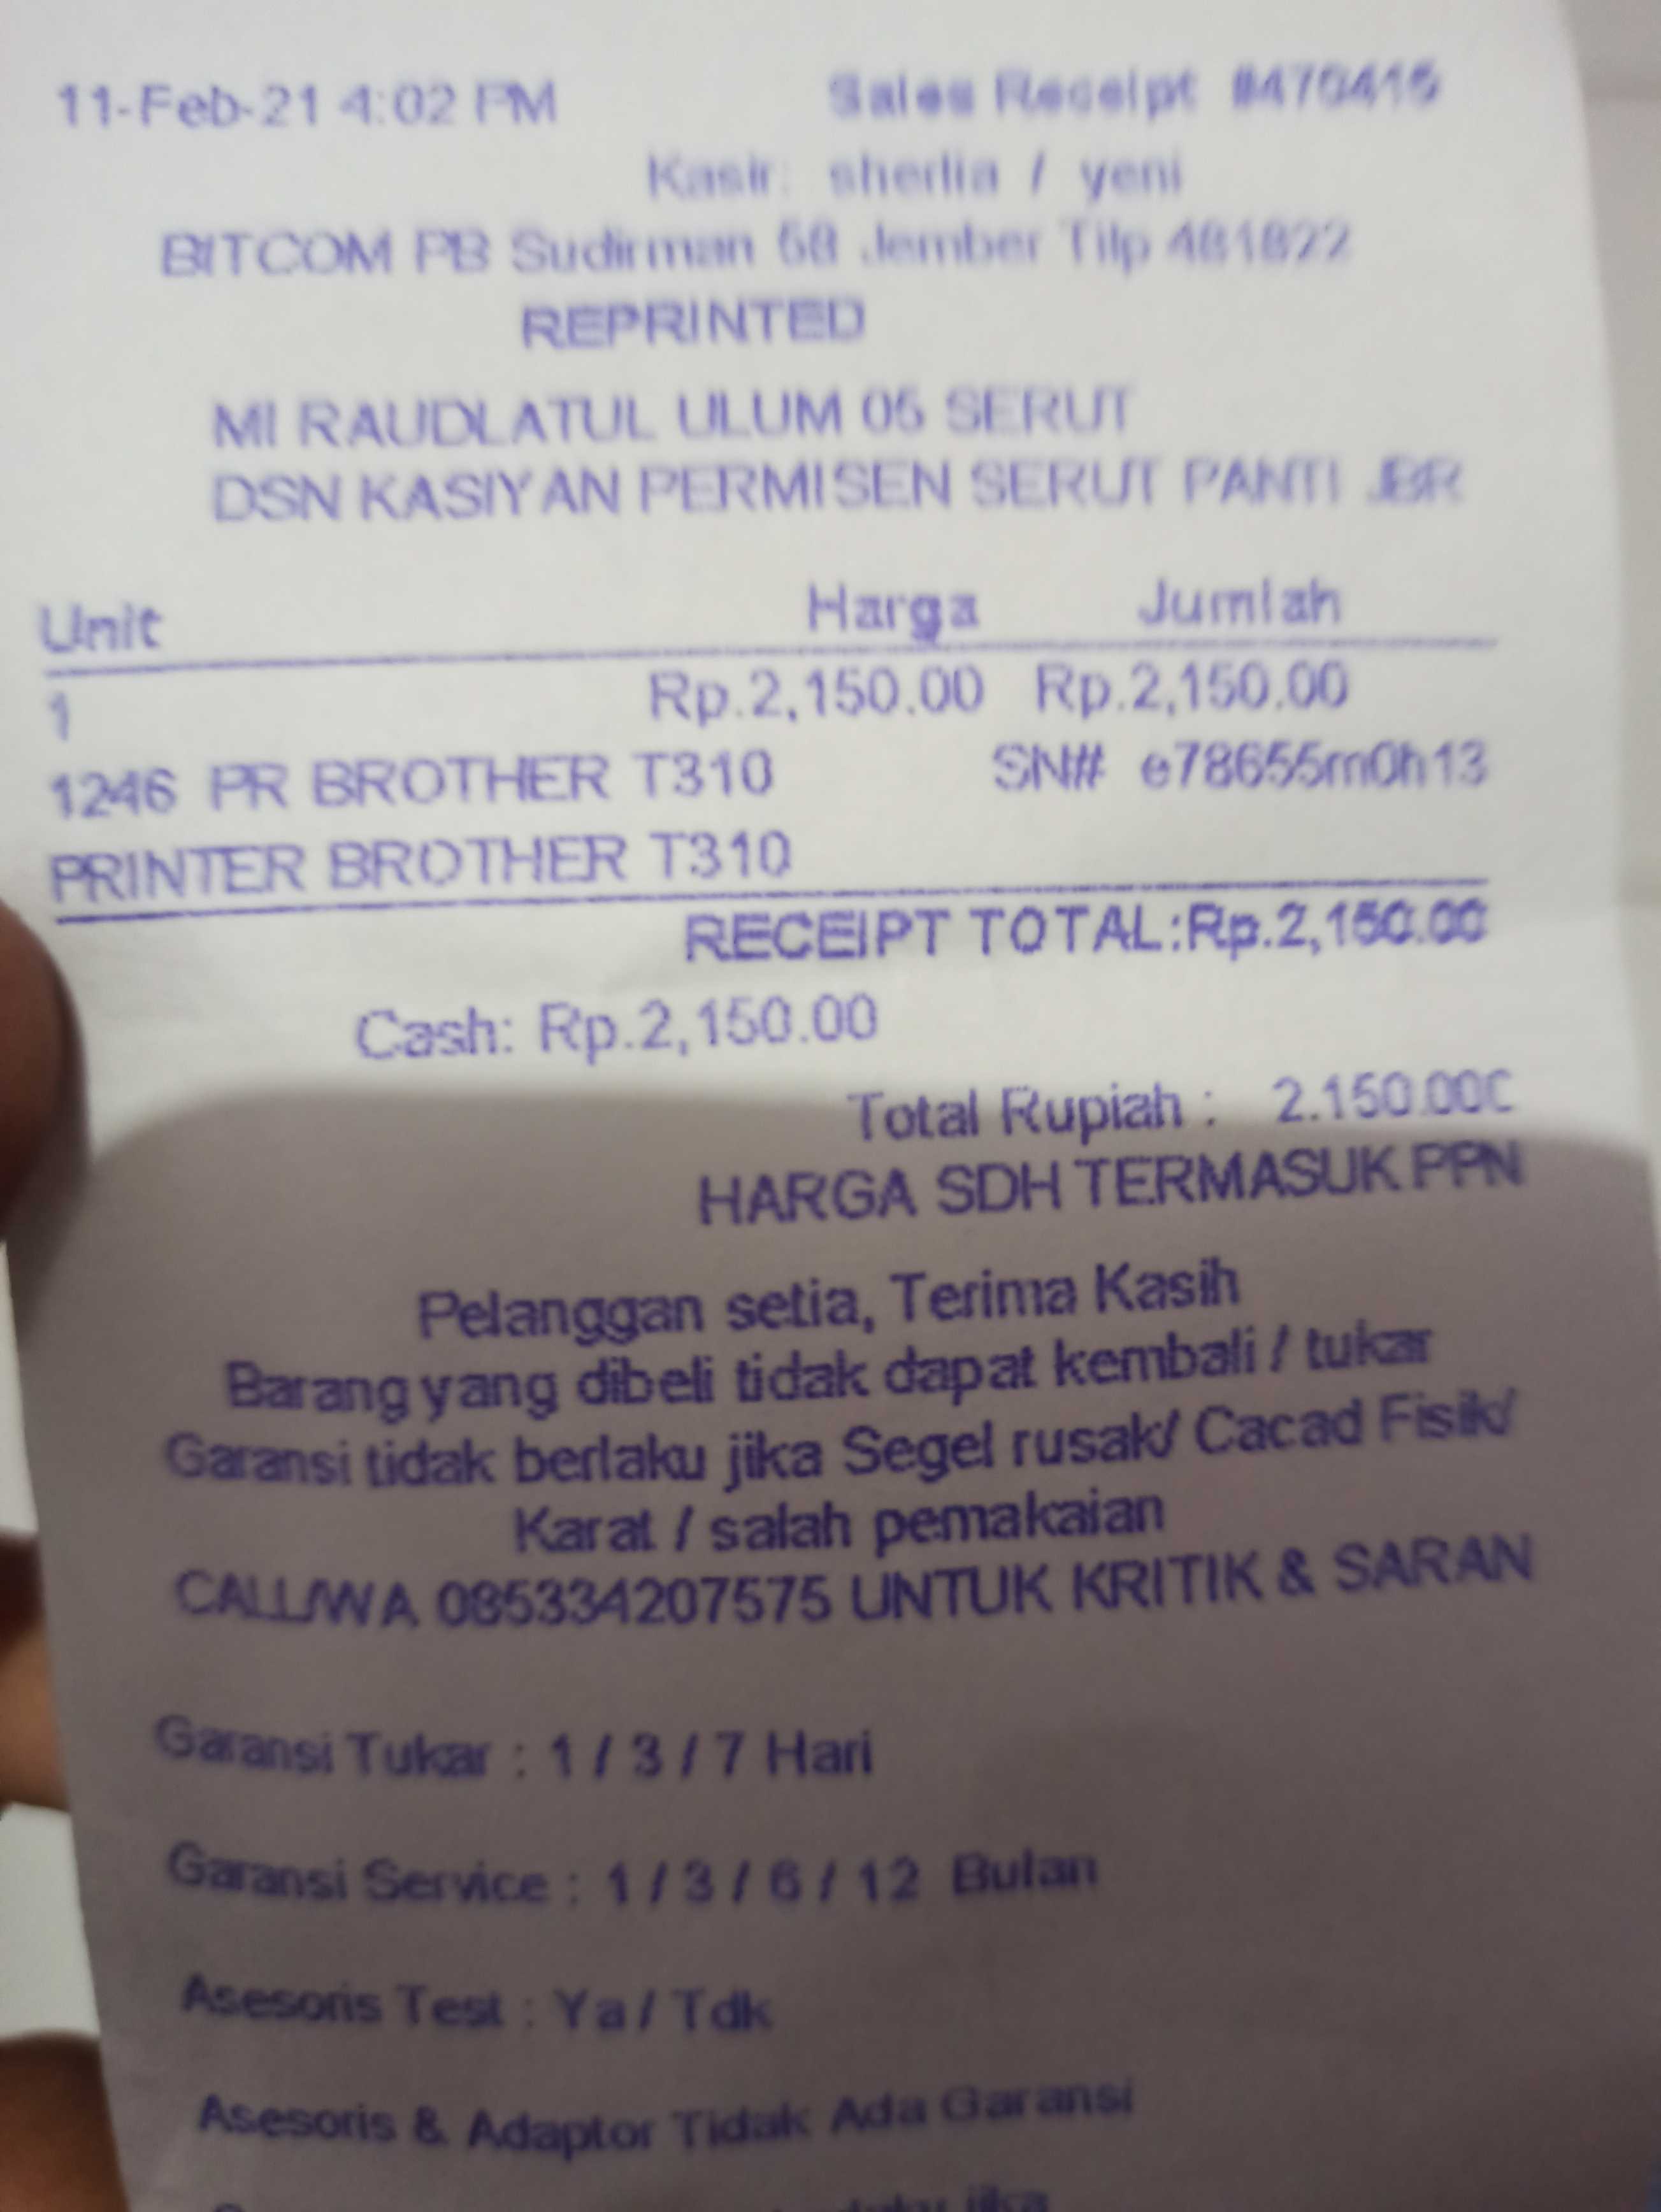 11-Feb-21 4:02 PM Sales Receipt #470415
Kasir: sherlia / yeni
BITCOM PB Sudirman 58 Jember Tilp 481822
REPRINTED
MI RAUDLATUL ULUM 05 SERUT
DSN KASIYAN PERMISEN SERUT PANTI JBR
Unit Harga Jumlah
1 Rp.2,150.00 Rp.2,150.00
1246 PR BROTHER T310 SN# e78655m0h13
PRINTER BROTHER T310
RECEIPT TOTAL:Rp.2,150.00
Cash: Rp.2,150.00
Total Rupiah : 2.150.000
HARGA SDH TERMASUK PPN
Pelanggan setia, Terima Kasih
Barang yang dibeli tidak dapat kembali / tukar
Garansi tidak berlaku jika Segel rusak/ Cacad Fisik/
Karat / salah pemakaian
CALL/WA 085334207575 UNTUK KRITIK & SARAN
Garansi Tukar : 1 / 3 / 7 Hari
Garansi Service : 1 / 3 / 6 / 12 Bulan
Asesoris Test : Ya / Tdk
Asesoris & Adaptor Tidak Ada Garansi
jika